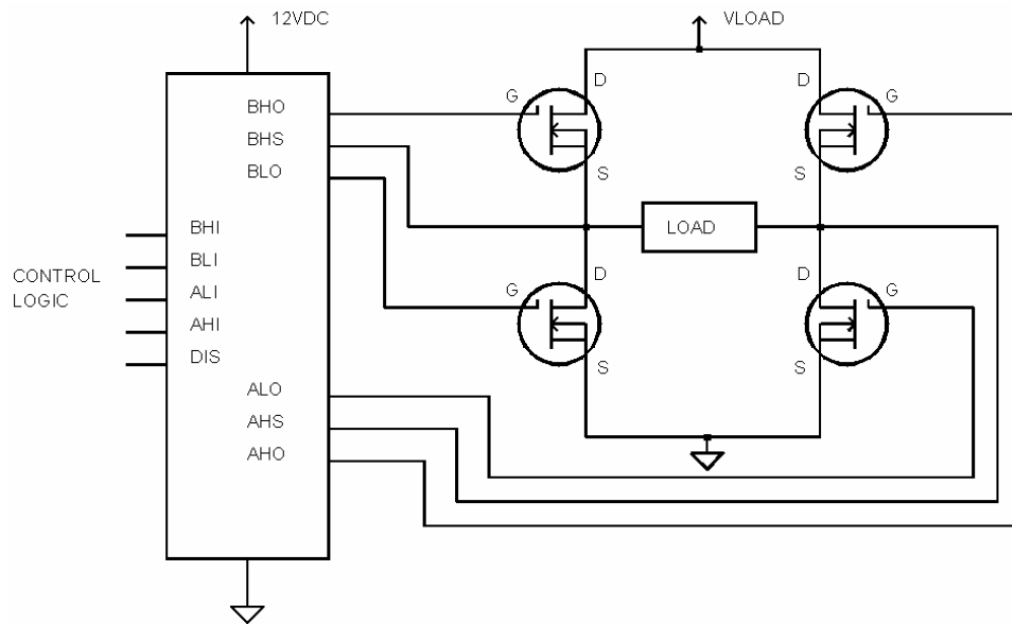 12VDC
VLOAD
BHO
BHS
BLO
BHI
BLI
ALI
AHI
DIS
ALO
AHS
AHO
CONTROL
LOGIC
G
D
S
D
G
S
LOAD
G
D
S
D
G
S